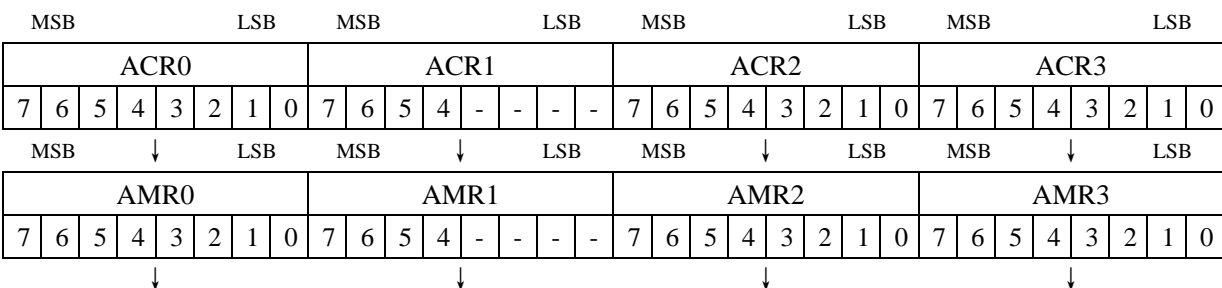 MSB LSB MSB LSB MSB LSB MSB LSB
ACR0 ACR1 ACR2 ACR3
7 6 5 4 3 2 1 0 7 6 5 4 - - - - 7 6 5 4 3 2 1 0 7 6 5 4 3 2 1 0
MSB ↓ LSB MSB ↓ LSB MSB ↓ LSB MSB ↓ LSB
AMR0 AMR1 AMR2 AMR3
7 6 5 4 3 2 1 0 7 6 5 4 - - - - 7 6 5 4 3 2 1 0 7 6 5 4 3 2 1 0
↓ ↓ ↓ ↓